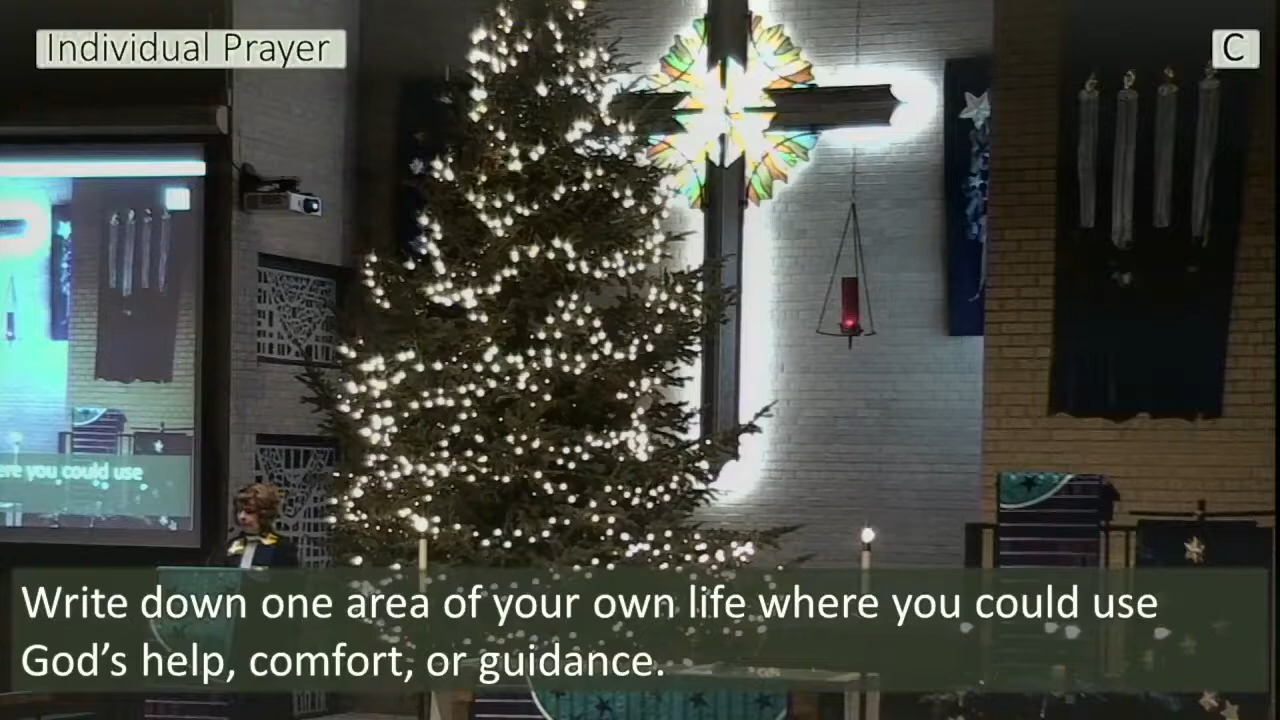 Individual Prayer
C
ere you could use
Write down one area of your own life where you could use
God's help, comfort, or guidance.